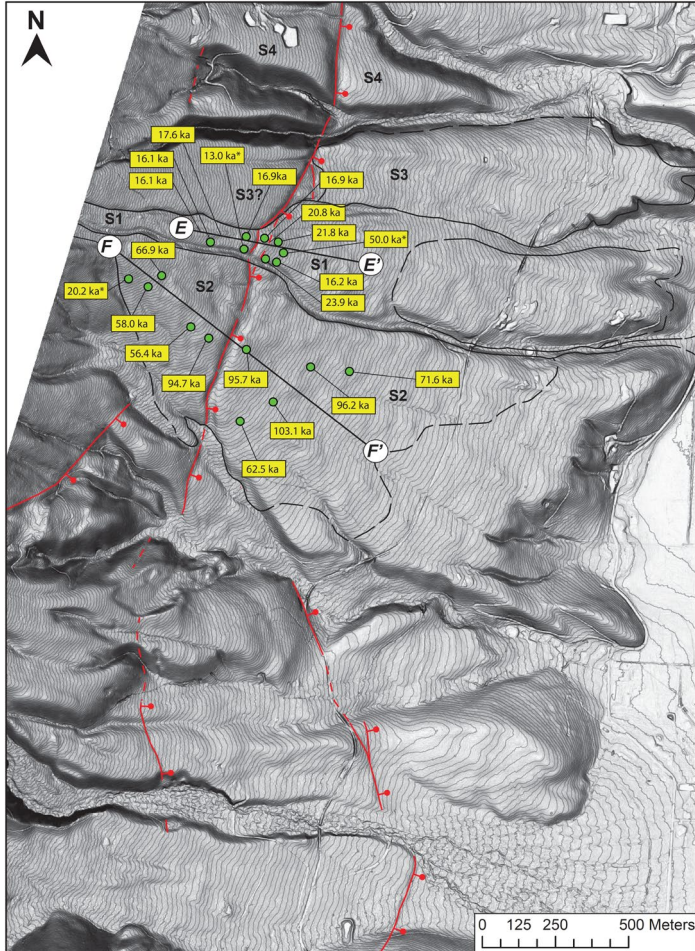 N
S4
S4
17.6 ka
16.1 ka
13.0 ka*
16.1 ka
16.9ka
16.9 ka
S3
S3?
20.8 ka
S1
E
21.8 ka
F
50.0 ka*
66.9 ka
S1
E'
20.2 ka*
S2
16.2 ka
23.9 ka
58.0 ka
56.4 ka
94.7 ka
95.7 ka
96.2 ka
71.6 ka
S2
103.1 ka
62.5 ka
F'
0 125 250 500 Meters